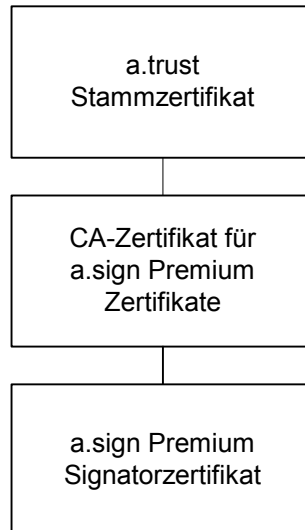 a.trust
Stammzertifikat
CA-Zertifikat für
a.sign Premium
Zertifikate
a.sign Premium
Signatorzertifikat